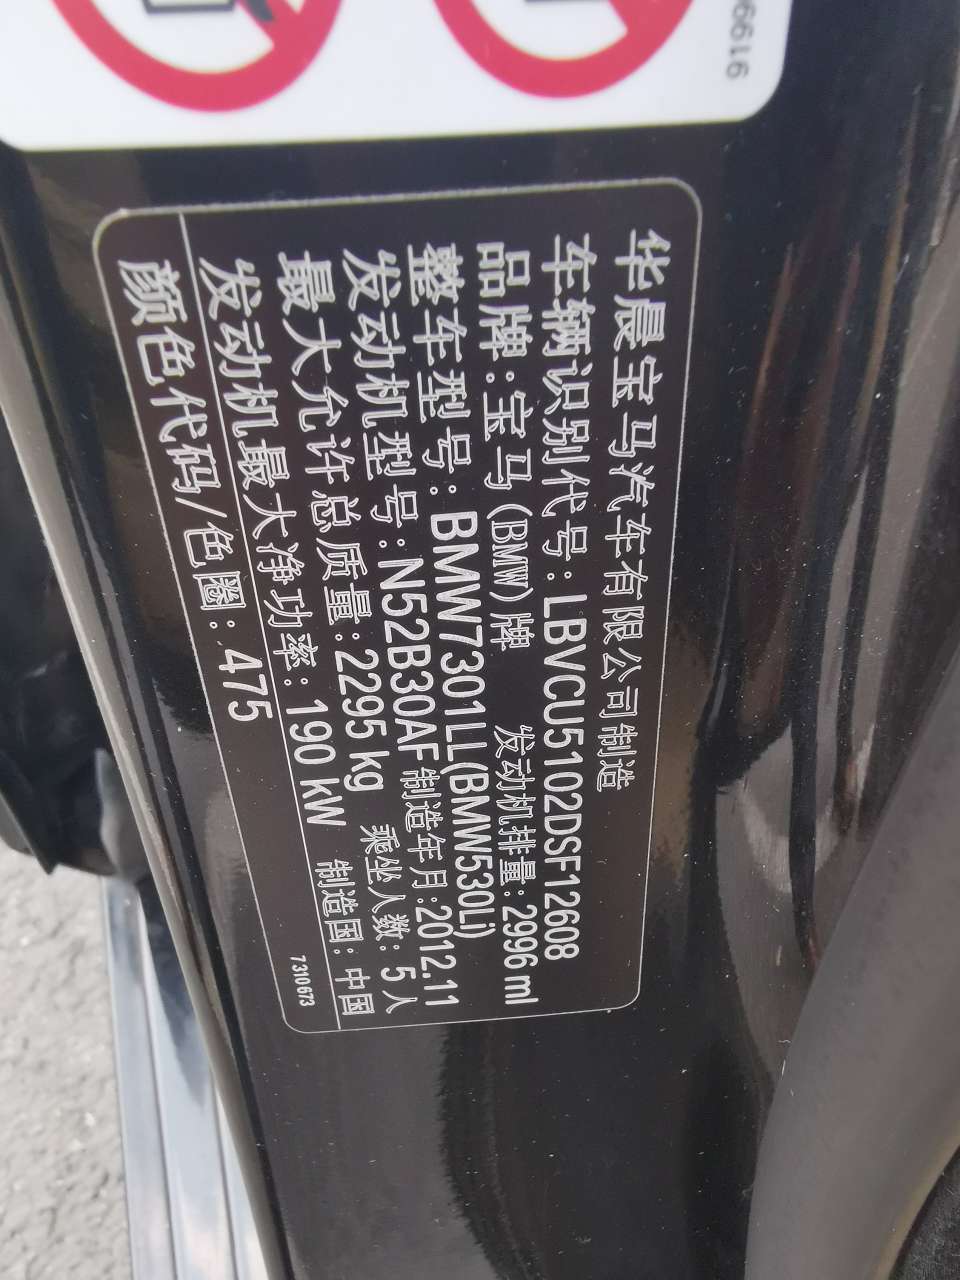 9199
华晨宝马汽车有限公司制造
车辆识别代号:LBVCU5102DSF12608
品牌:宝马(BMW)牌 发动机排量:2996 ml
整车型号:BMW7301LL(BMW530Li)
发动机型号:N52B30AF 制造年月:2012.11
最大允许总质量:2295 kg 乘坐人数:5人
发动机最大净功率:190 kW 制造国:中国
颜色代码/色圈:475 7310673